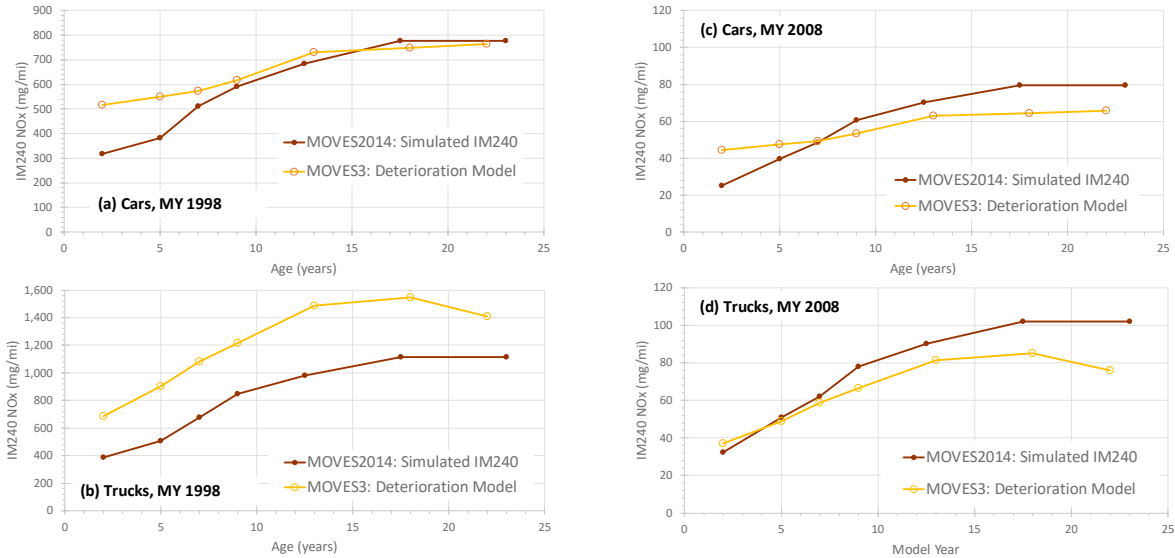 900
800
700
600
500
400
300
200
100
0
IM240 NOx (mg/mi)
MOVES2014: Simulated IM240
MOVES3: Deterioration Model
(a) Cars, MY 1998
0 5 10 15 20 25
Age (years)
120
100
80
60
40
20
0
IM240 NOx (mg/mi)
(c) Cars, MY 2008
MOVES2014: Simulated IM240
MOVES3: Deterioration Model
0 5 10 15 20 25
Age (years)
1,600
1,400
1,200
1,000
800
600
400
200
0
IM240 NOx (mg/mi)
MOVES2014: Simulated IM240
MOVES3: Deterioration Model
(b) Trucks, MY 1998
0 5 10 15 20 25
Age (years)
120
100
80
60
40
20
0
IM240 NOx (mg/mi)
(d) Trucks, MY 2008
MOVES2014: Simulated IM240
MOVES3: Deterioration Model
0 5 10 15 20 25
Model Year